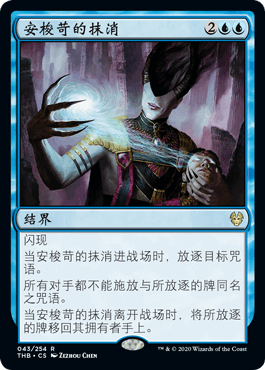 安梭苛的抹消 2
结界
闪现
当安梭苛的抹消进战场时，放逐目标咒
语。
所有对手都不能施放与所放逐的牌同名
之咒语。
当安梭苛的抹消离开战场时，将所放逐
的牌移回其拥有者手上。
043/254 R
THB • CS ZEZHOU CHEN
™ & © 2020 Wizards of the Coast